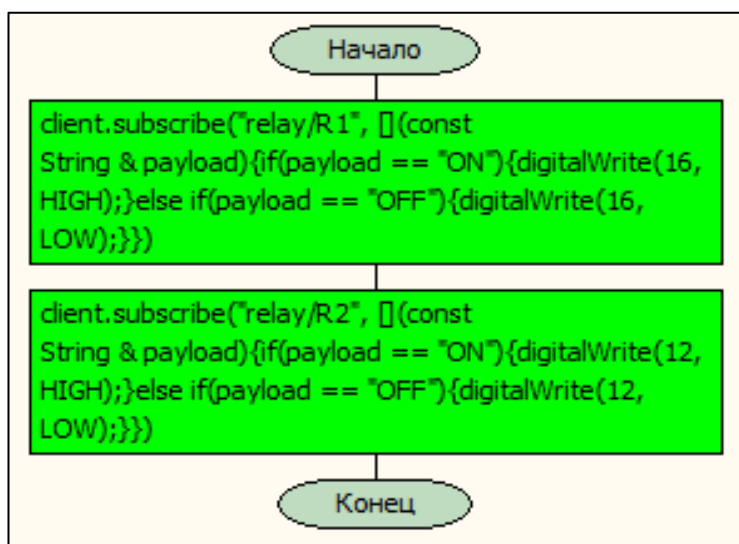 Начало
client.subscribe("relay/R1", [](const
String & payload){if(payload == "ON"){digitalWrite(16,
HIGH);}else if(payload == "OFF"){digitalWrite(16,
LOW);}})
client.subscribe("relay/R2", [](const
String & payload){if(payload == "ON"){digitalWrite(12,
HIGH);}else if(payload == "OFF"){digitalWrite(12,
LOW);}})
Конец